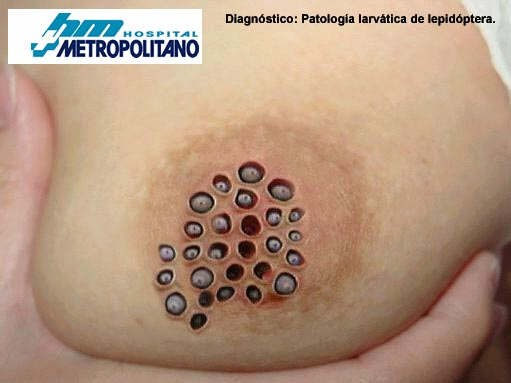 hm HOSPITAL
METROPOLITANO
Diagnóstico: Patología larvática de lepidóptera.